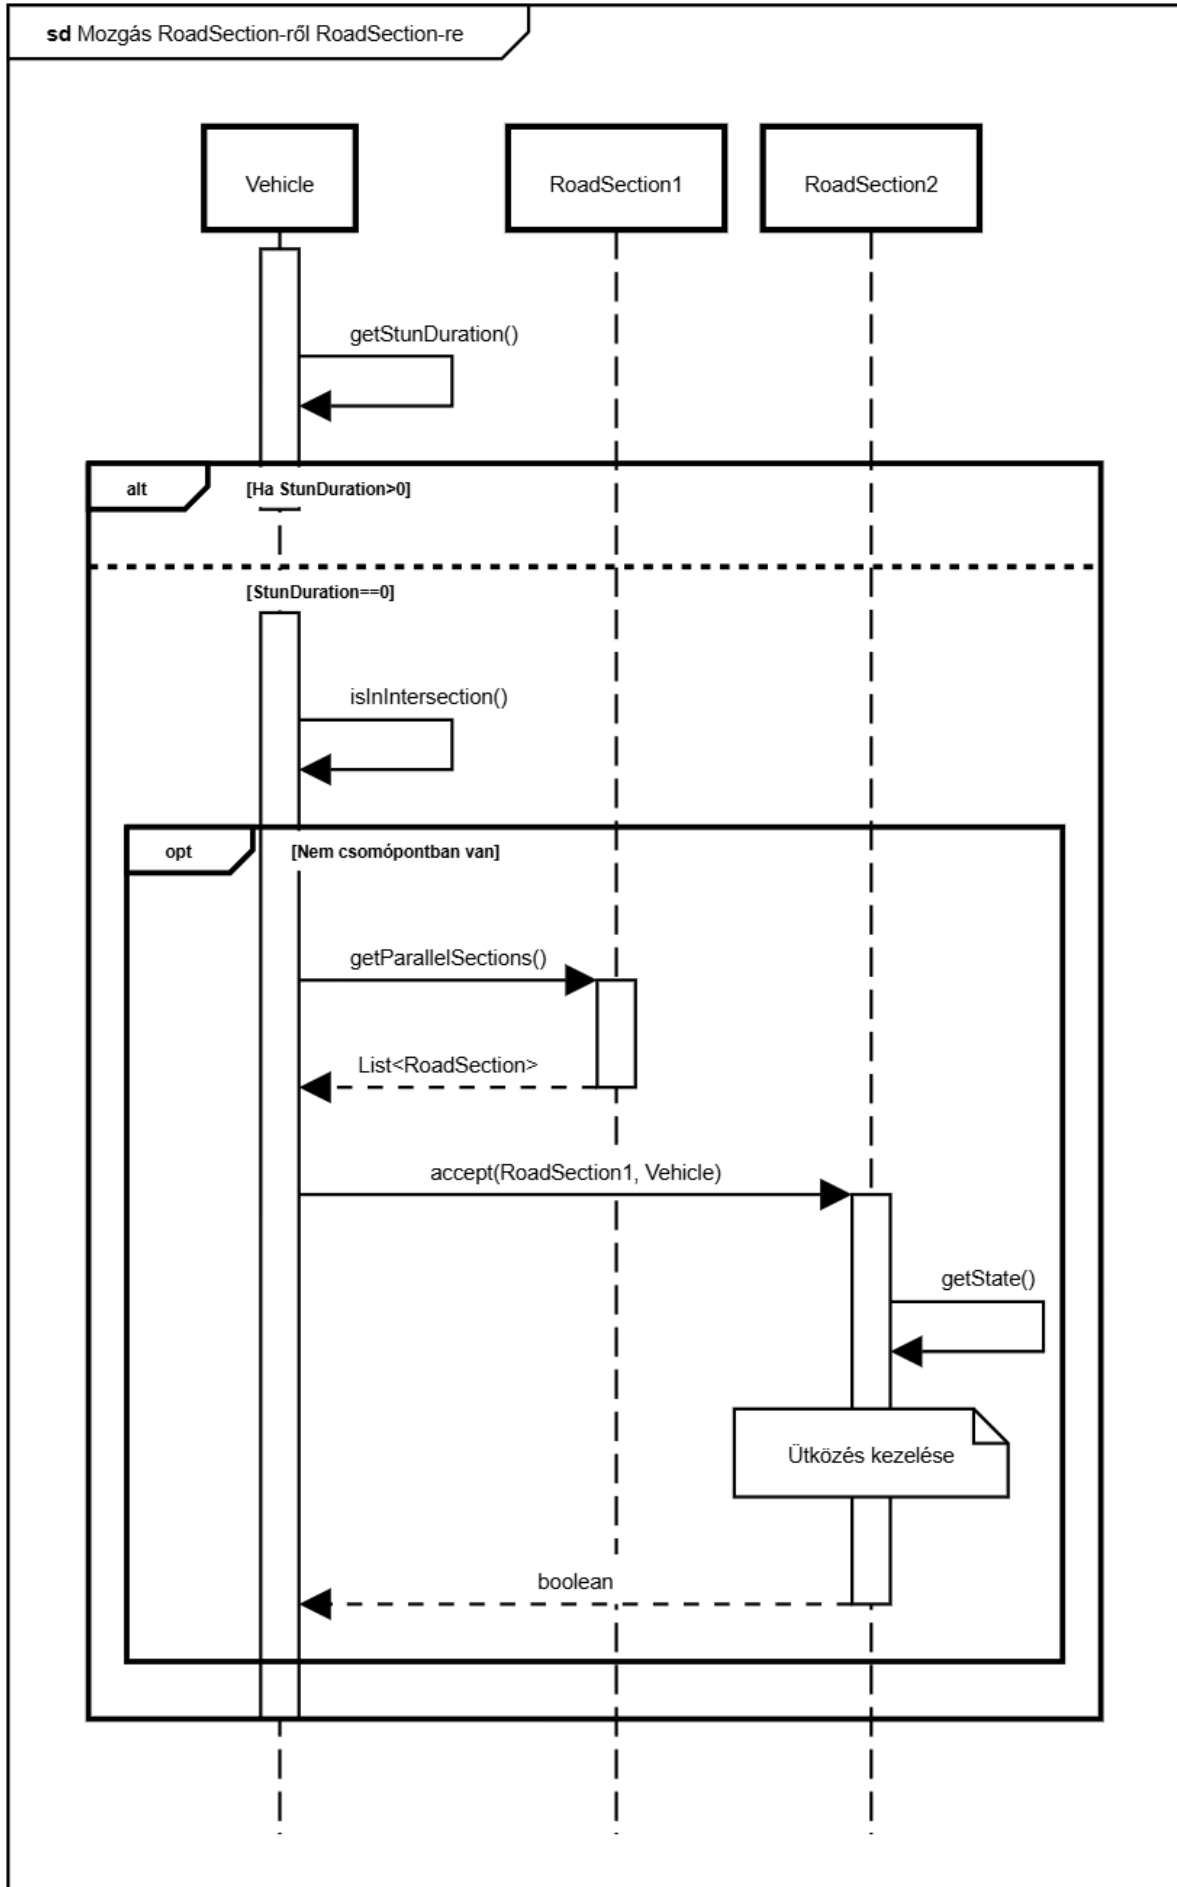 sd Mozgás RoadSection-ről RoadSection-re
Vehicle
RoadSection1
RoadSection2
getStunDuration()
alt
[Ha StunDuration>0]
[StunDuration==0]
isInIntersection()
opt
[Nem csomópontban van]
getParallelSections()
List<RoadSection>
accept(RoadSection1, Vehicle)
getState()
Ütközés kezelése
boolean